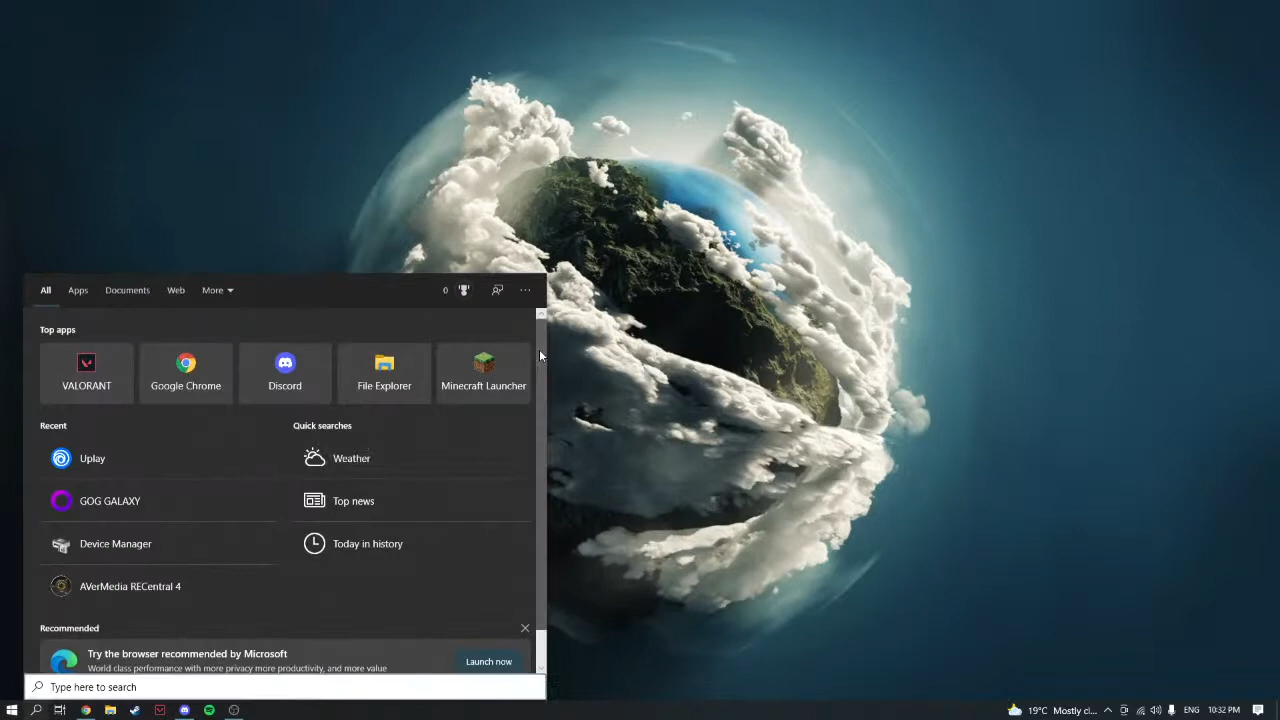 All Apps Documents Web More 0
Top apps
VALORANT Google Chrome Discord File Explorer Minecraft Launcher
Recent Quick searches
Uplay Weather
GOG GALAXY Top news
Device Manager Today in history
AVerMedia RECentral 4
Recommended
Try the browser recommended by Microsoft
World class performance with more privacy more productivity, and more value
Launch now
Type here to search
19°C Mostly cl... ENG 10:32 PM